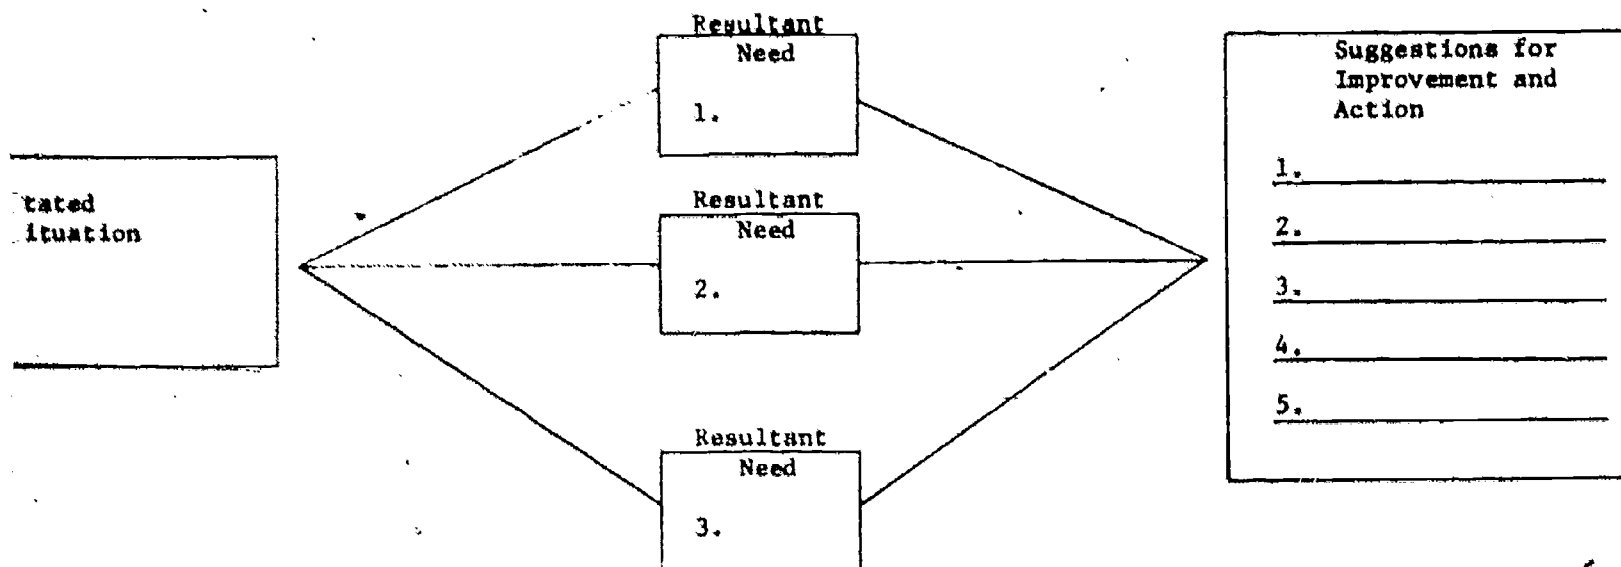 tated
ituation
Resultant
Need
1.
Resultant
Need
2.
Resultant
Need
3.
Suggestions for
Improvement and
Action
1.
2.
3.
4.
5.